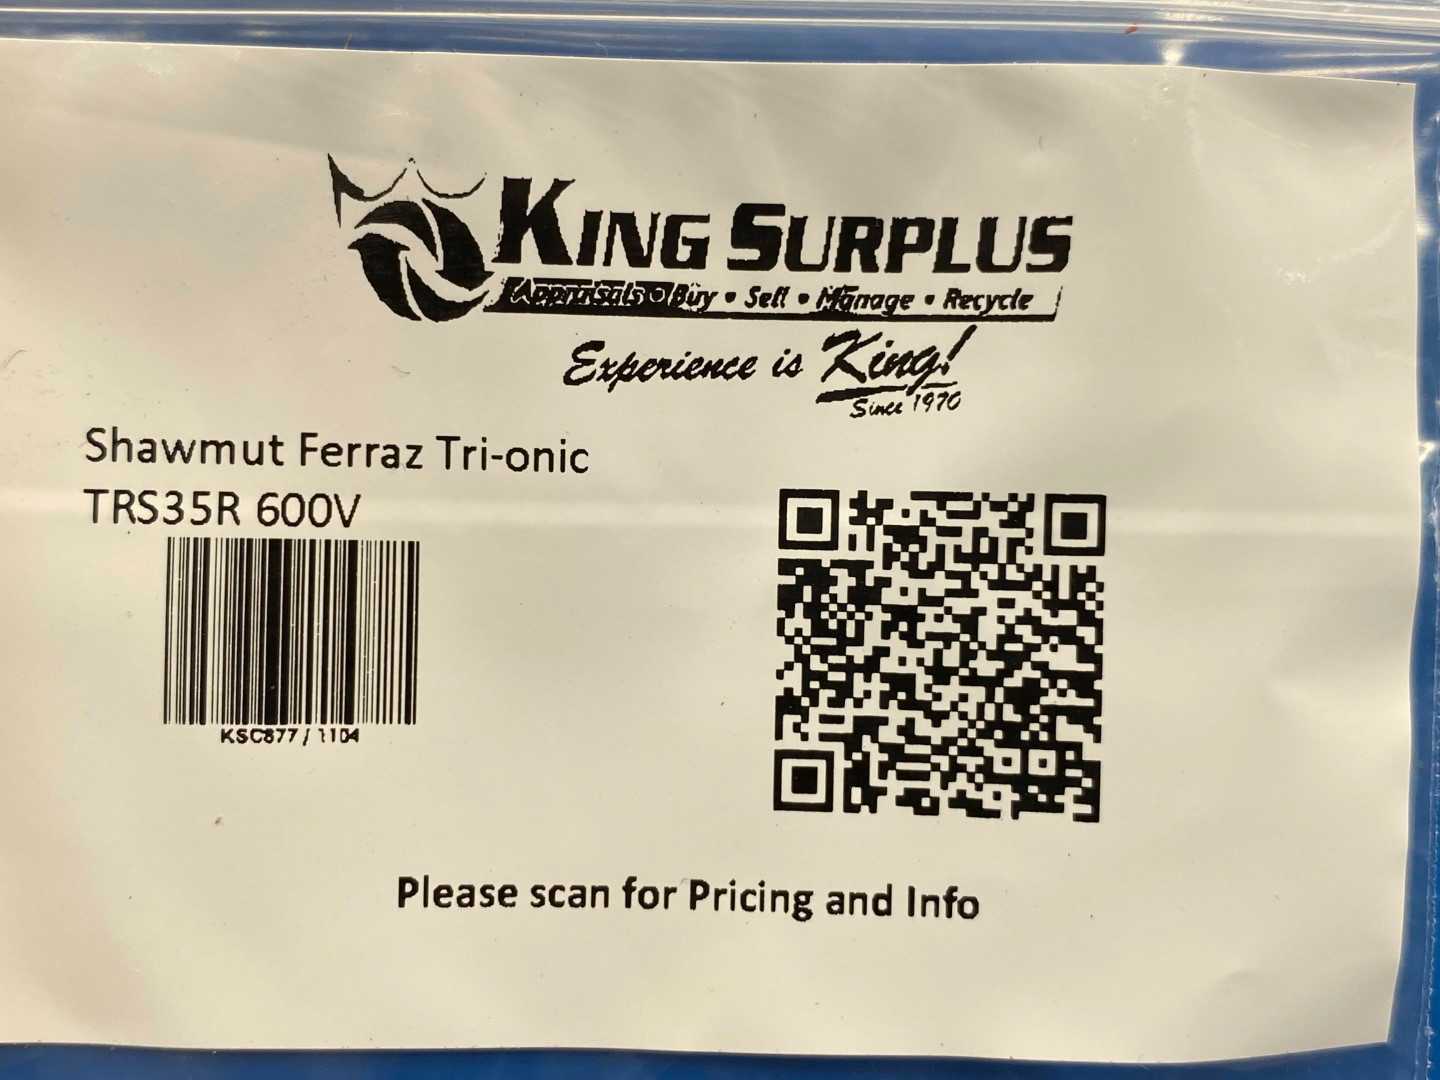 KING SURPLUS
Appraisals • Buy • Sell • Manage • Recycle
Experience is King!
Since 1970
Shawmut Ferraz Tri-onic
TRS35R 600V
KSC877 / 1104
Please scan for Pricing and Info